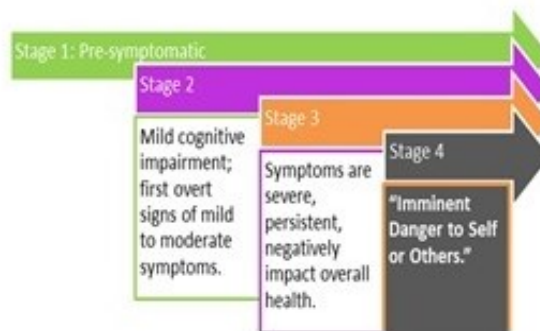 Stage 1: Pre-symptomatic
Stage 2
Mild cognitive
impairment;
first overt
signs of mild
to moderate
symptoms.
Stage 3
Symptoms are
severe,
persistent,
negatively
impact overall
health.
Stage 4
“Imminent
Danger to Self
or Others.”